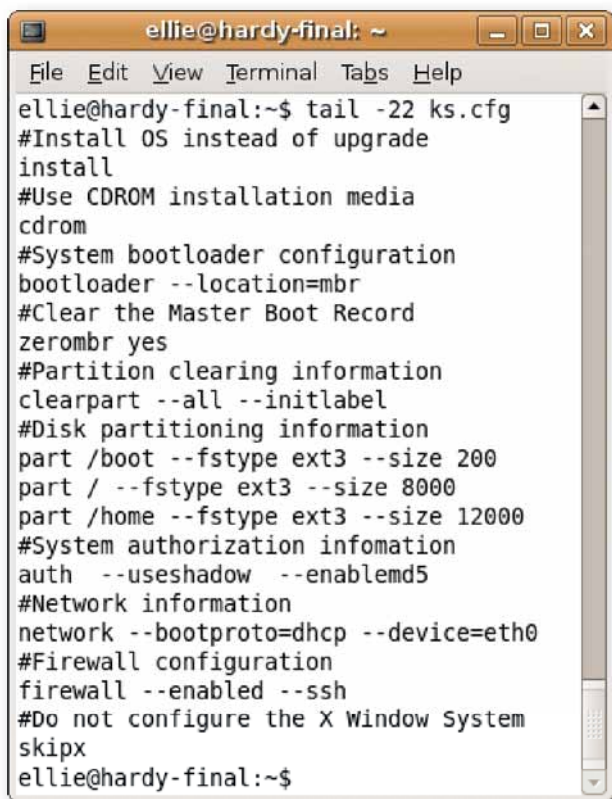 ellie@hardy-final: ~
File Edit View Terminal Tabs Help
ellie@hardy-final:~$ tail -22 ks.cfg
#Install OS instead of upgrade
install
#Use CDROM installation media
cdrom
#System bootloader configuration
bootloader --location=mbr
#Clear the Master Boot Record
zerombr yes
#Partition clearing information
clearpart --all --initlabel
#Disk partitioning information
part /boot --fstype ext3 --size 200
part / --fstype ext3 --size 8000
part /home --fstype ext3 --size 12000
#System authorization infomation
auth  --useshadow  --enablemd5
#Network information
network --bootproto=dhcp --device=eth0
#Firewall configuration
firewall --enabled --ssh
#Do not configure the X Window System
skipx
ellie@hardy-final:~$